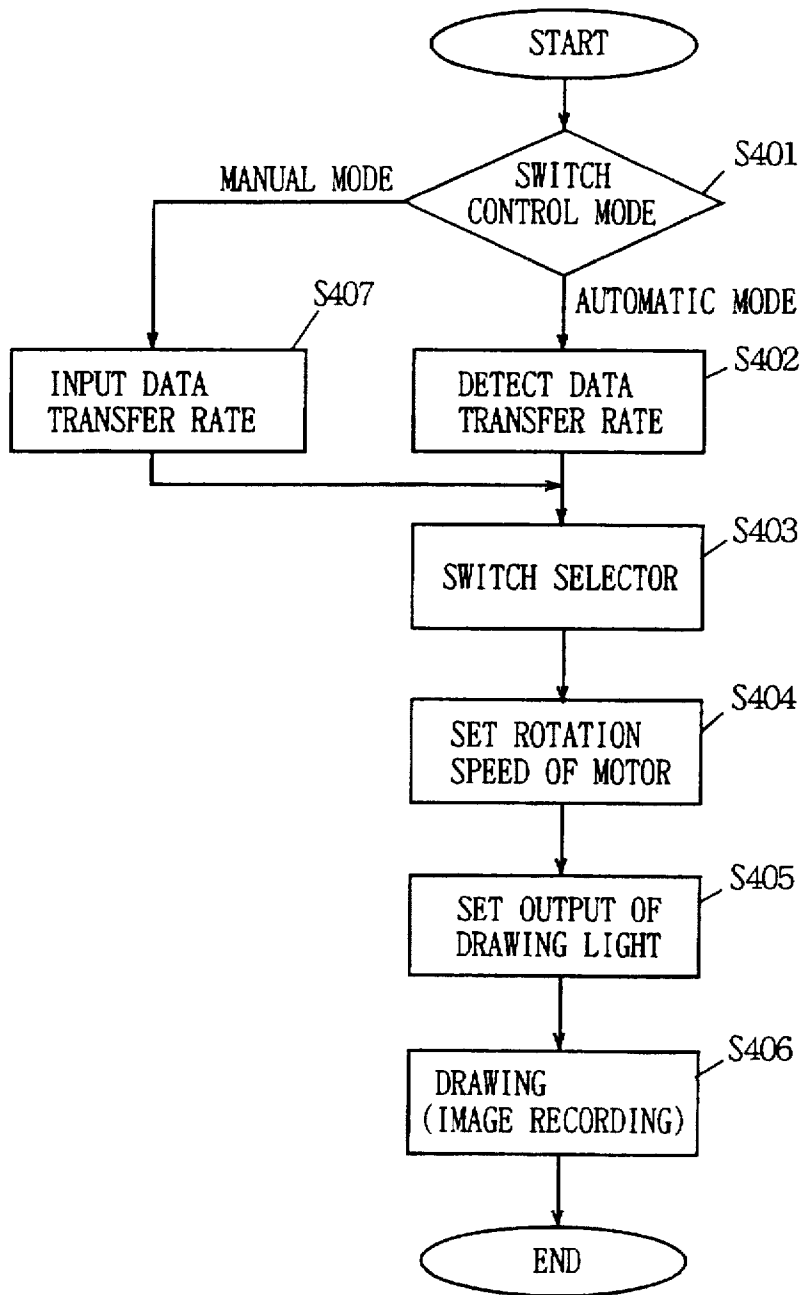 START
S401
MANUAL MODE
SWITCH
CONTROL MODE
S407
AUTOMATIC MODE
S402
INPUT DATA
TRANSFER RATE
DETECT DATA
TRANSFER RATE
S403
SWITCH SELECTOR
S404
SET ROTATION
SPEED OF MOTOR
S405
SET OUTPUT OF
DRAWING LIGHT
S406
DRAWING
(IMAGE RECORDING)
END